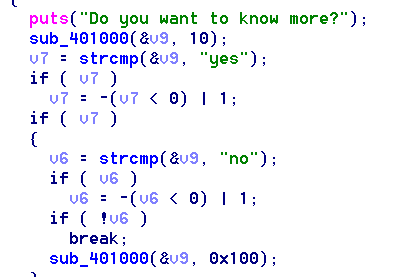 {
puts("Do you want to know more?");
sub_401000(&v9, 10);
v7 = strcmp(&v9, "yes");
if ( v7 )
v7 = -(v7 < 0) | 1;
if ( v7 )
{
v6 = strcmp(&v9, "no");
if ( v6 )
v6 = -(v6 < 0) | 1;
if ( !v6 )
break;
sub_401000(&v9, 0x100);
}